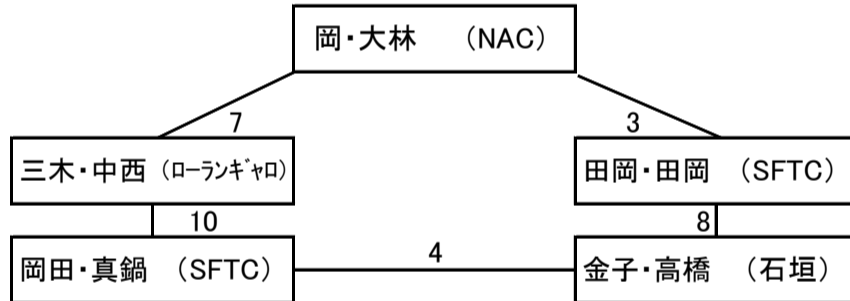 岡・大林　（NAC）
7
3
三木・中西（ﾛｰﾗﾝｷﾞｬﾛ）
田岡・田岡　（SFTC）
10
8
岡田・真鍋　（SFTC）
4
金子・高橋　（石垣）